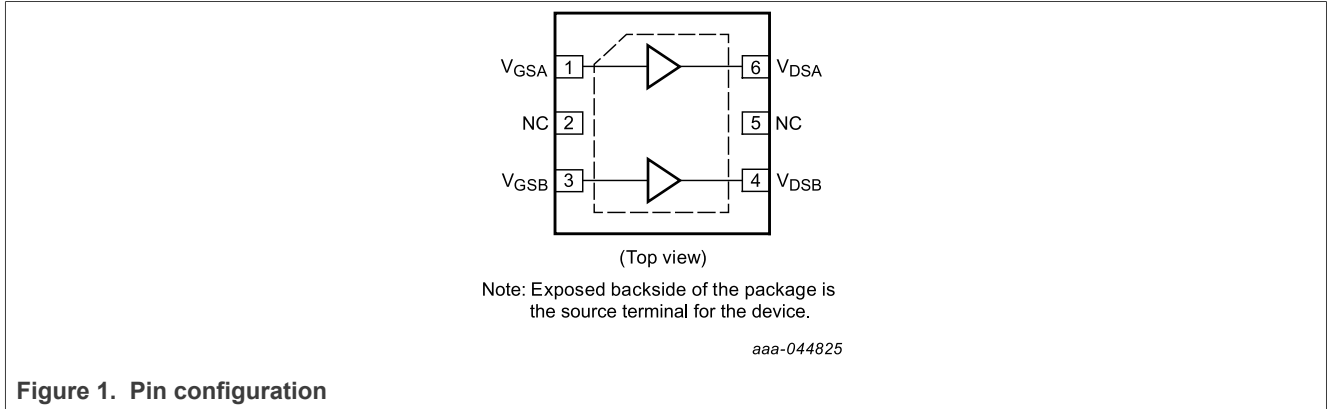 VGSA 1 6 VDSA
NC 2 5 NC
VGSB 3 4 VDSB
(Top view)
Note: Exposed backside of the package is
the source terminal for the device.
aaa-044825
Figure 1. Pin configuration